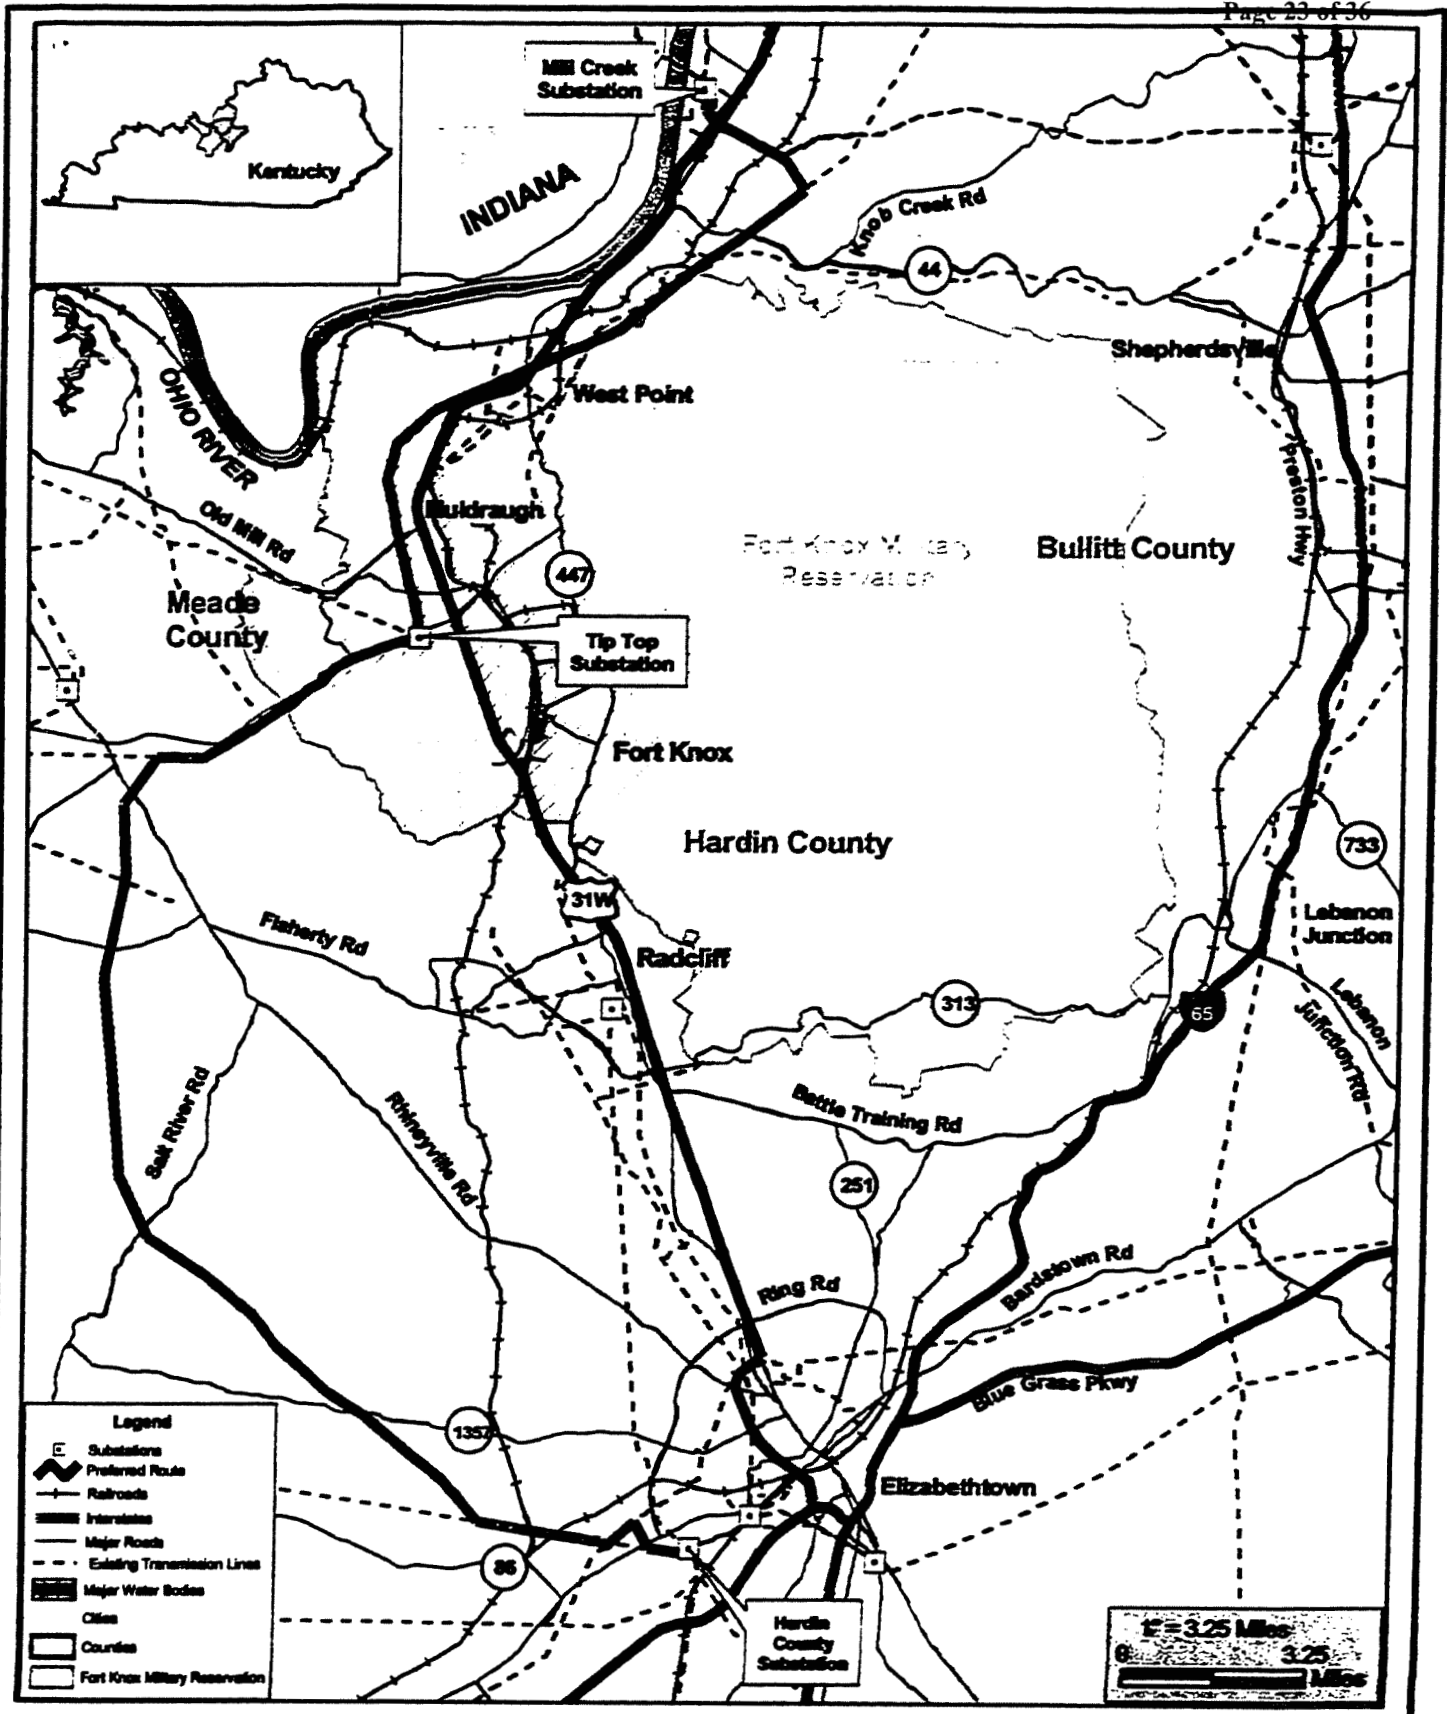 Page 23 of 36
Mill Creek
Substation
Kentucky
INDIANA
Knob Creek Rd
44
Shepherdsville
OHIO RIVER
West Point
Preston Hwy
Old Mill Rd
Muldraugh
Fort Knox Military
Reservation
Bullitt County
447
Meade
County
Tip Top
Substation
Fort Knox
Hardin County
733
31W
Lebanon
Junction
Flaherty Rd
Radcliff
313
65
Lebanon
Junction Rd
Salt River Rd
Rhineyville Rd
Battle Training Rd
251
Ring Rd
Bardstown Rd
Blue Grass Pkwy
1357
Elizabethtown
86
Hardin
County
Substation
Legend
Substations
Preferred Route
Railroads
Interstates
Major Roads
Existing Transmission Lines
Major Water Bodies
Cities
Counties
Fort Knox Military Reservation
1" = 3.25 Miles
0 3.25
Miles